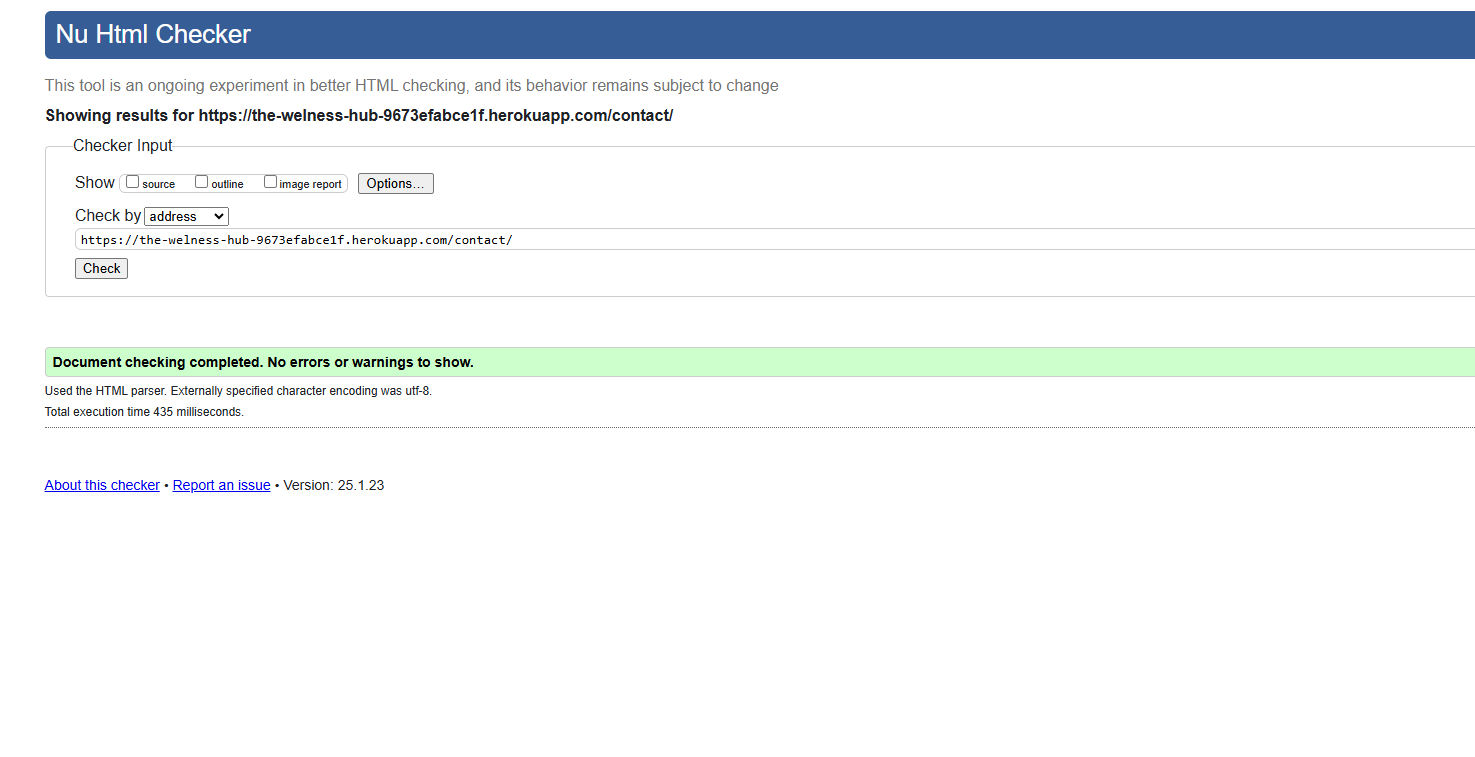 Nu Html Checker
This tool is an ongoing experiment in better HTML checking, and its behavior remains subject to change
Showing results for https://the-welness-hub-9673efabce1f.herokuapp.com/contact/
Checker Input
Show source outline image report Options...
Check by address
https://the-welness-hub-9673efabce1f.herokuapp.com/contact/
Check
Document checking completed. No errors or warnings to show.
Used the HTML parser. Externally specified character encoding was utf-8.
Total execution time 435 milliseconds.
About this checker • Report an issue • Version: 25.1.23